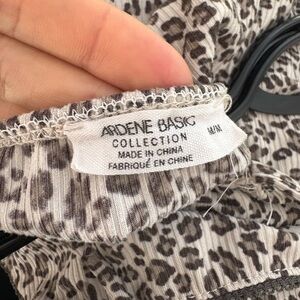 ARDENE BASIC
COLLECTION
MADE IN CHINA
FABRIQUÉ EN CHINE
M/M